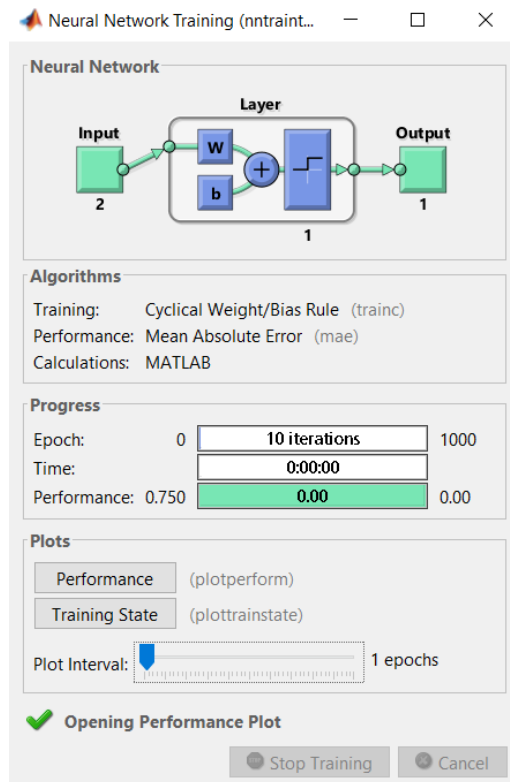 Neural Network Training (nntraint...
Neural Network
Layer
Input
Output
W
b
+
2
1
1
Algorithms
Training: Cyclical Weight/Bias Rule (trainc)
Performance: Mean Absolute Error (mae)
Calculations: MATLAB
Progress
Epoch: 0 10 iterations 1000
Time: 0:00:00
Performance: 0.750 0.00 0.00
Plots
Performance (plotperform)
Training State (plottrainstate)
Plot Interval: 1 epochs
Opening Performance Plot
Stop Training Cancel